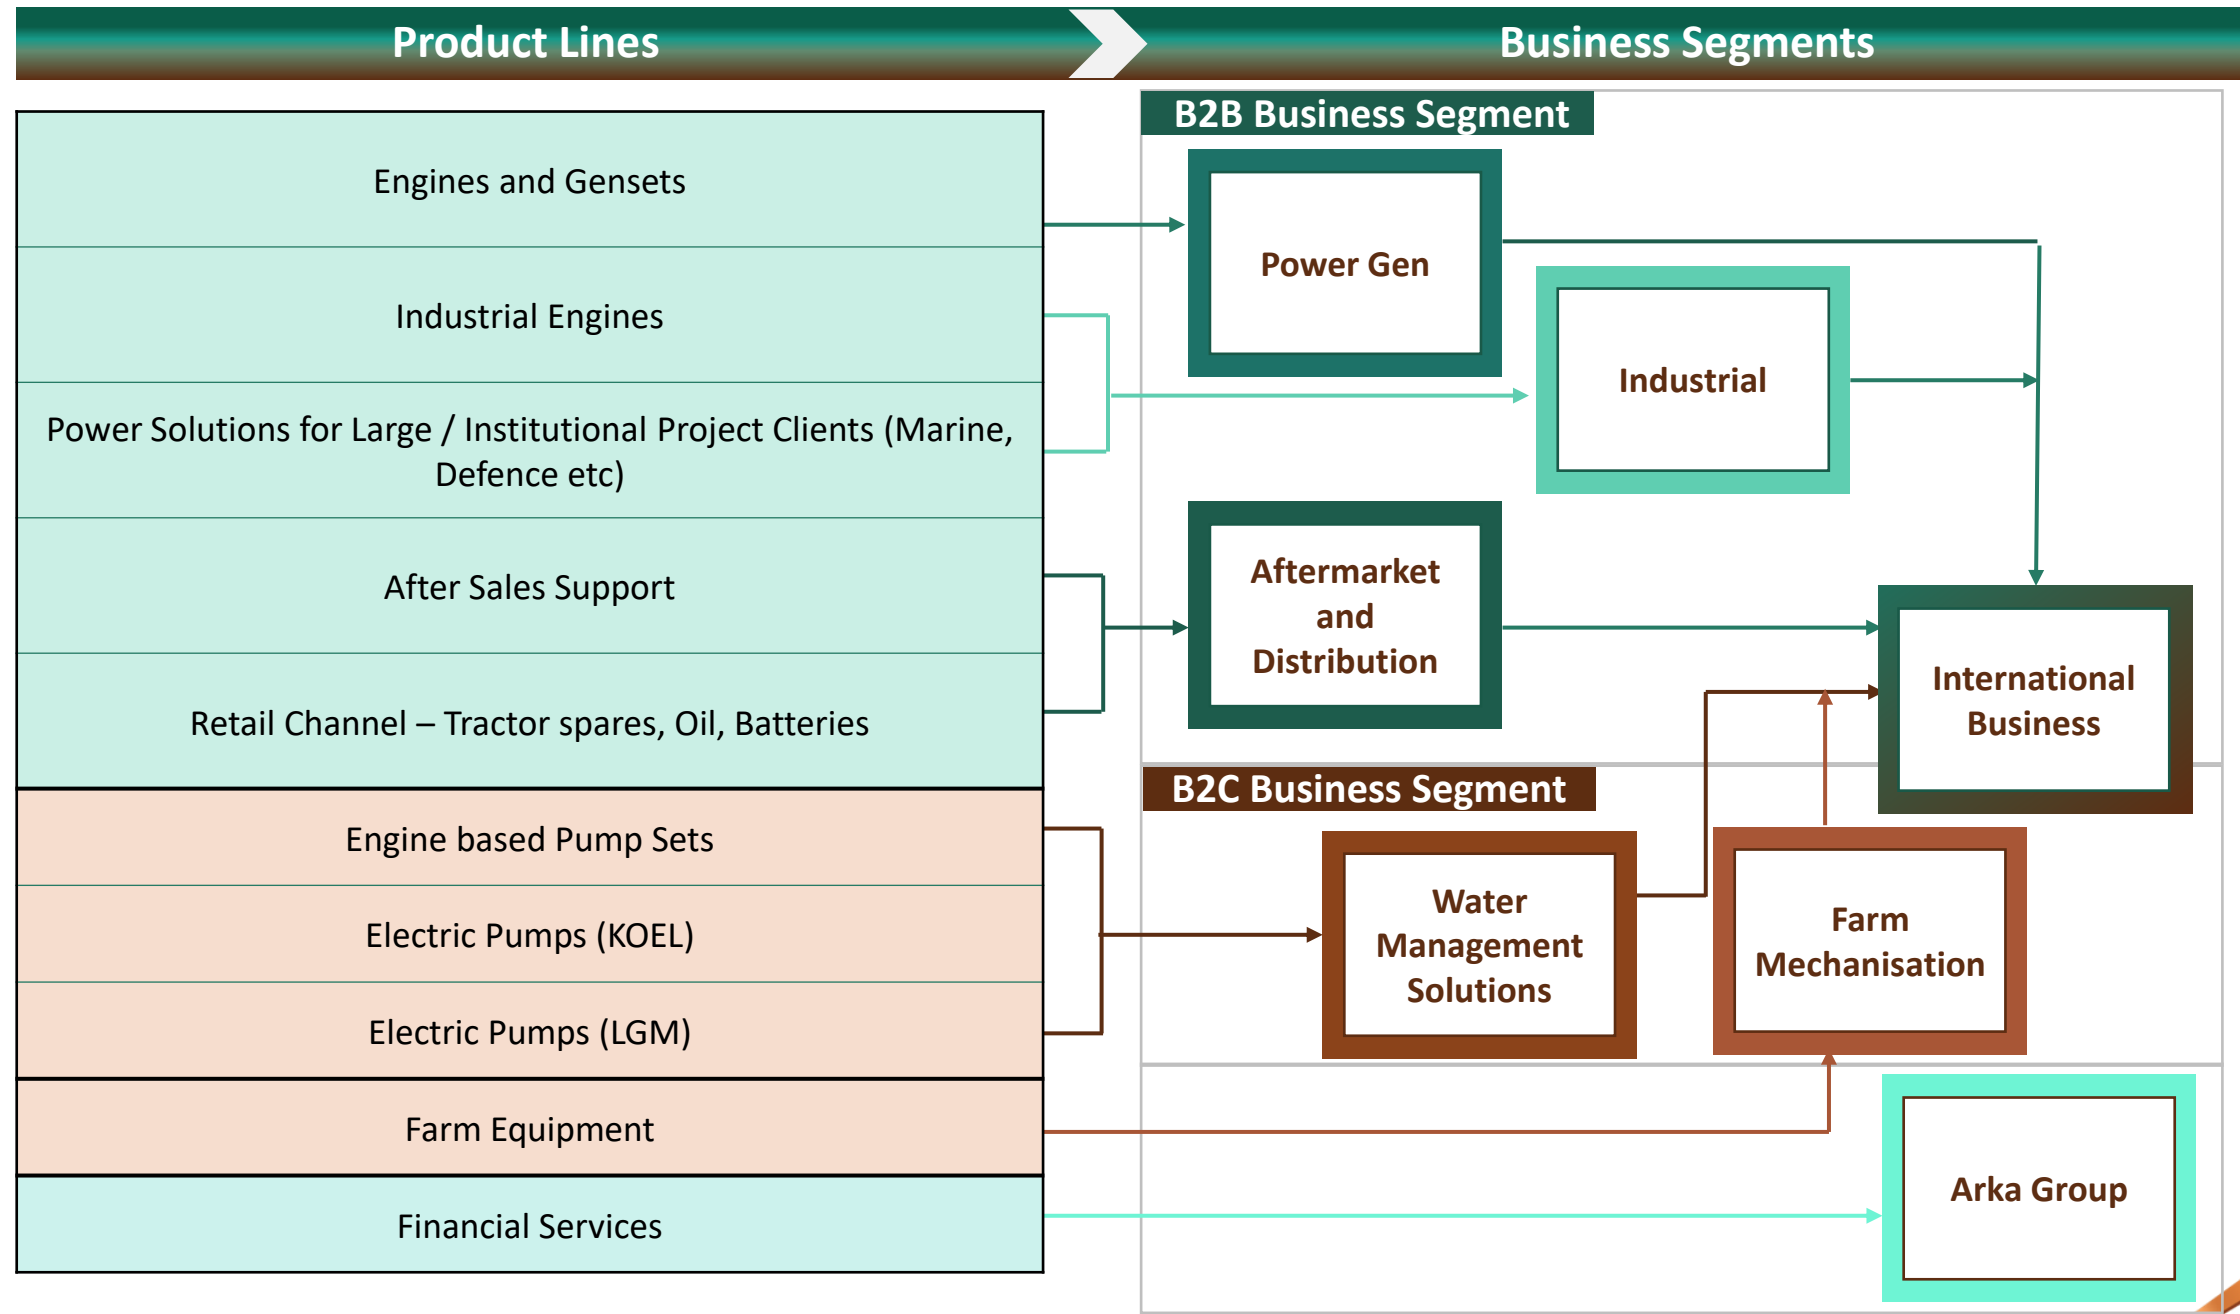 Product Lines
Business Segments
Engines and Gensets
Industrial Engines
Power Solutions for Large / Institutional Project Clients (Marine,
Defence etc)
After Sales Support
Retail Channel – Tractor spares, Oil, Batteries
Engine based Pump Sets
Electric Pumps (KOEL)
Electric Pumps (LGM)
Farm Equipment
Financial Services
B2B Business Segment
Power Gen
Industrial
Aftermarket
and
Distribution
International
Business
B2C Business Segment
Water
Management
Solutions
Farm
Mechanisation
Arka Group